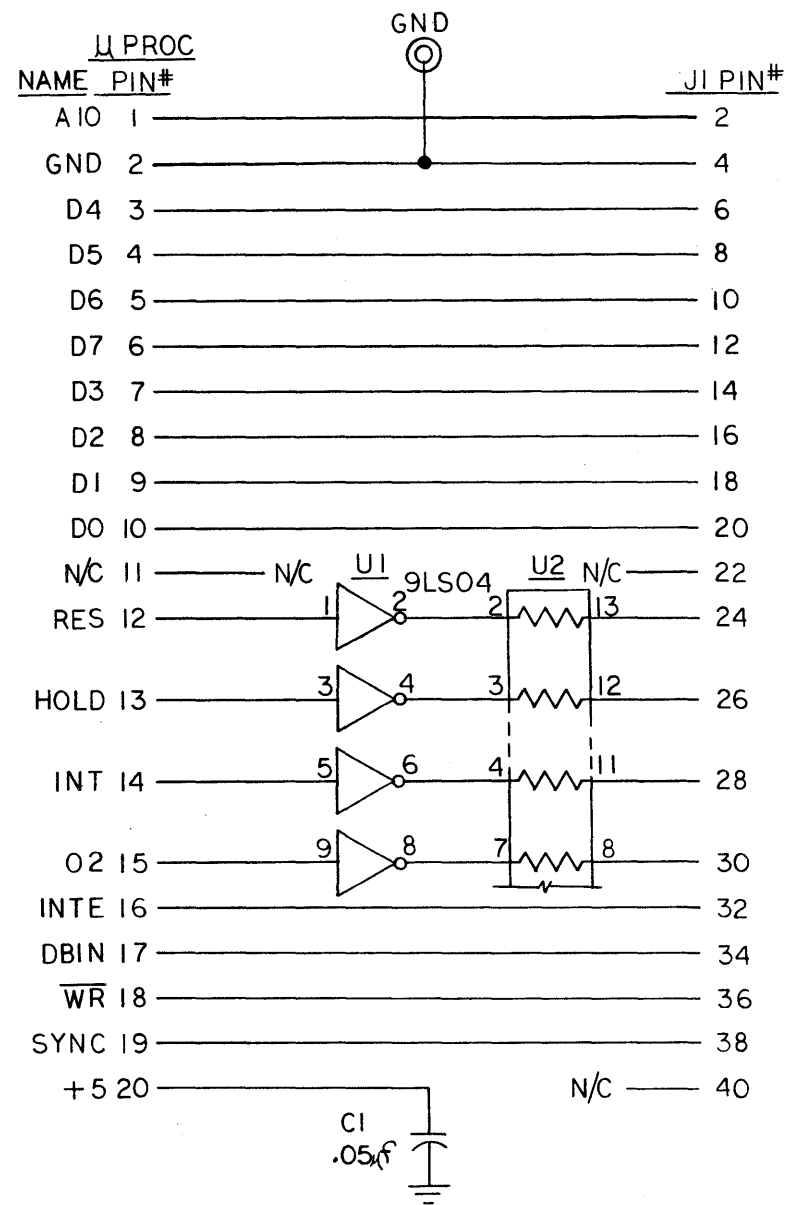 GND
µ PROC
NAME PIN# J1 PIN#
A10 1 2
GND 2 4
D4 3 6
D5 4 8
D6 5 10
D7 6 12
D3 7 14
D2 8 16
D1 9 18
D0 10 20
N/C 11 N/C U1 9LS04 U2 N/C 22
RES 12 1 2 2 13 24
HOLD 13 3 4 3 12 26
INT 14 5 6 4 11 28
02 15 9 8 7 8 30
INTE 16 32
DBIN 17 34
W̅R̅ 18 36
SYNC 19 38
+5 20 N/C 40
C1
.05µf